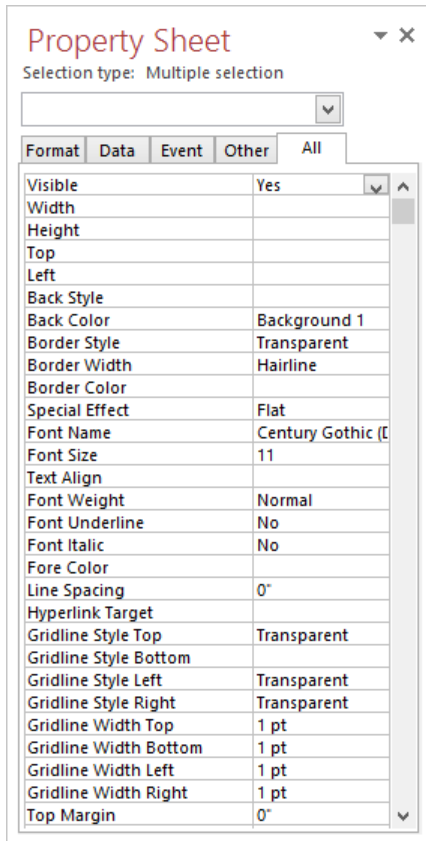 Property Sheet
Selection type: Multiple selection
Format Data Event Other All
Visible Yes
Width
Height
Top
Left
Back Style
Back Color Background 1
Border Style Transparent
Border Width Hairline
Border Color
Special Effect Flat
Font Name Century Gothic (D
Font Size 11
Text Align
Font Weight Normal
Font Underline No
Font Italic No
Fore Color
Line Spacing 0"
Hyperlink Target
Gridline Style Top Transparent
Gridline Style Bottom
Gridline Style Left Transparent
Gridline Style Right Transparent
Gridline Width Top 1 pt
Gridline Width Bottom 1 pt
Gridline Width Left 1 pt
Gridline Width Right 1 pt
Top Margin 0"